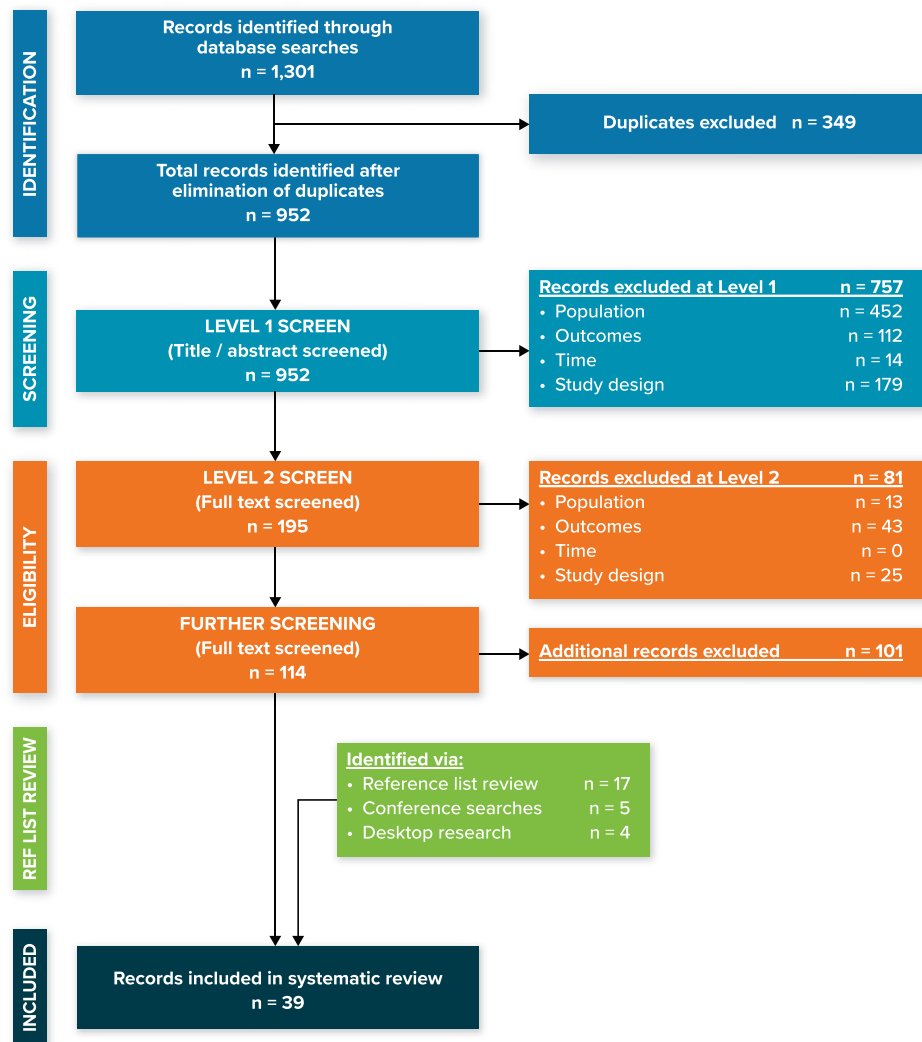 IDENTIFICATION
Records identified through
database searches
n = 1,301
Duplicates excluded n = 349
Total records identified after
elimination of duplicates
n = 952
SCREENING
LEVEL 1 SCREEN
(Title / abstract screened)
n = 952
Records excluded at Level 1 n = 757
• Population n = 452
• Outcomes n = 112
• Time n = 14
• Study design n = 179
ELIGIBILITY
LEVEL 2 SCREEN
(Full text screened)
n = 195
Records excluded at Level 2 n = 81
• Population n = 13
• Outcomes n = 43
• Time n = 0
• Study design n = 25
FURTHER SCREENING
(Full text screened)
n = 114
Additional records excluded n = 101
REF LIST REVIEW
Identified via:
• Reference list review n = 17
• Conference searches n = 5
• Desktop research n = 4
INCLUDED
Records included in systematic review
n = 39